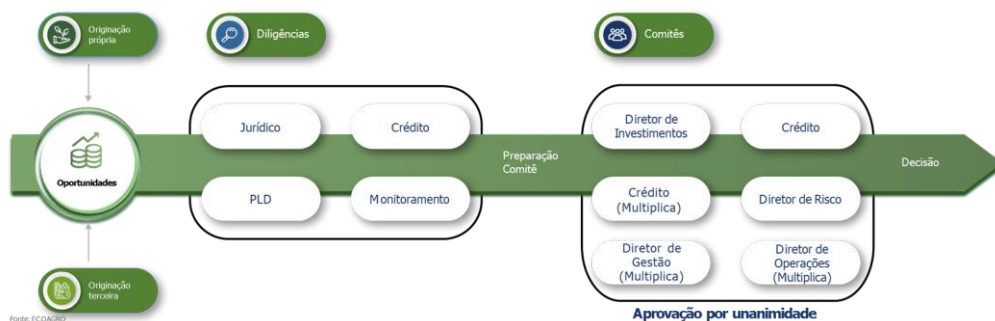 Originação
própria
Diligências
Comitês
Jurídico
Crédito
Diretor de
Investimentos
Crédito
Oportunidades
Preparação
Comitê
Decisão
PLD
Monitoramento
Crédito
(Multiplica)
Diretor de Risco
Diretor de
Gestão
(Multiplica)
Diretor de
Operações
(Multiplica)
Originação
terceira
Fonte: ECOAGRO
Aprovação por unanimidade